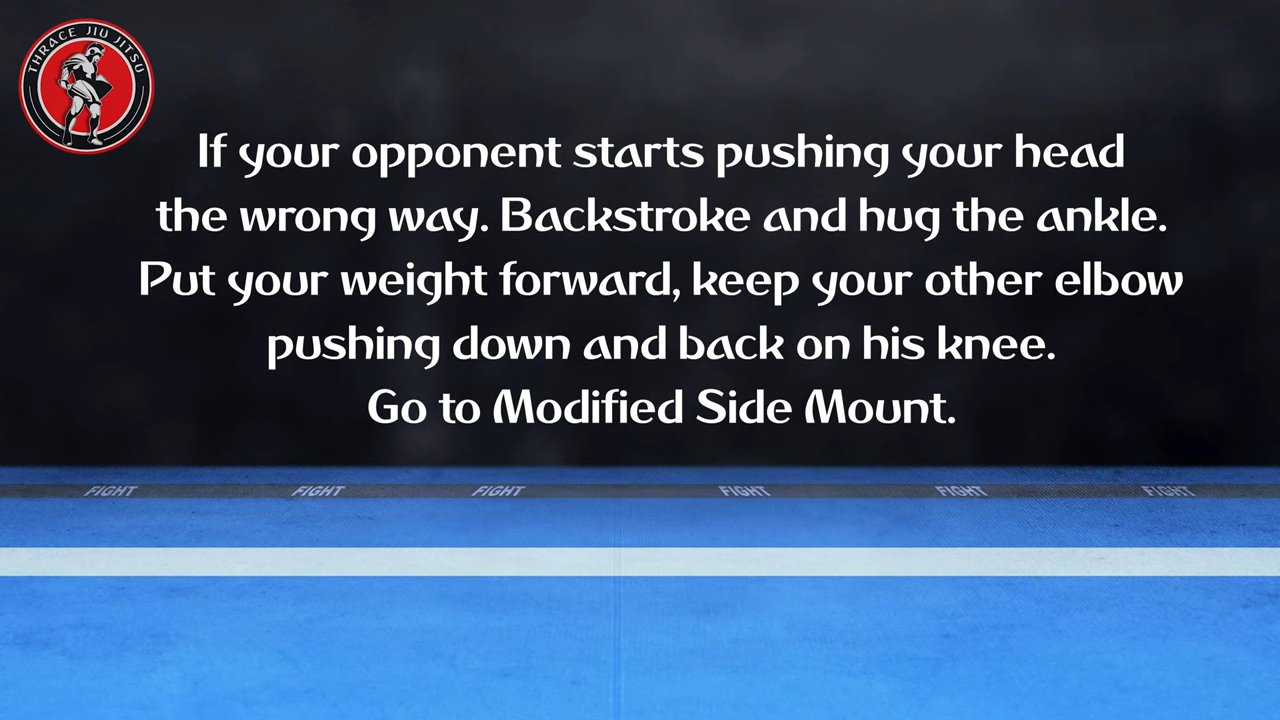 THRACE JIU JITSU
If your opponent starts pushing your head
the wrong way. Backstroke and hug the ankle.
Put your weight forward, keep your other elbow
pushing down and back on his knee.
Go to Modified Side Mount.
FIGHT FIGHT FIGHT FIGHT FIGHT FIGHT